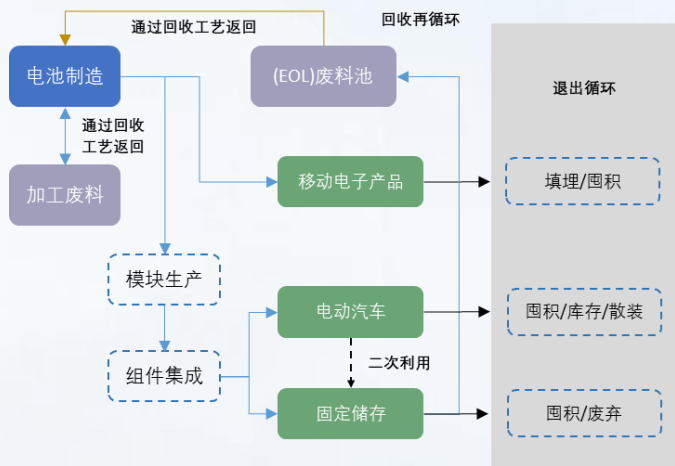 通过回收工艺返回
回收再循环
电池制造
(EOL)废料池
退出循环
通过回收
工艺返回
加工废料
移动电子产品
填埋/囤积
模块生产
电动汽车
囤积/库存/散装
二次利用
组件集成
固定储存
囤积/废弃